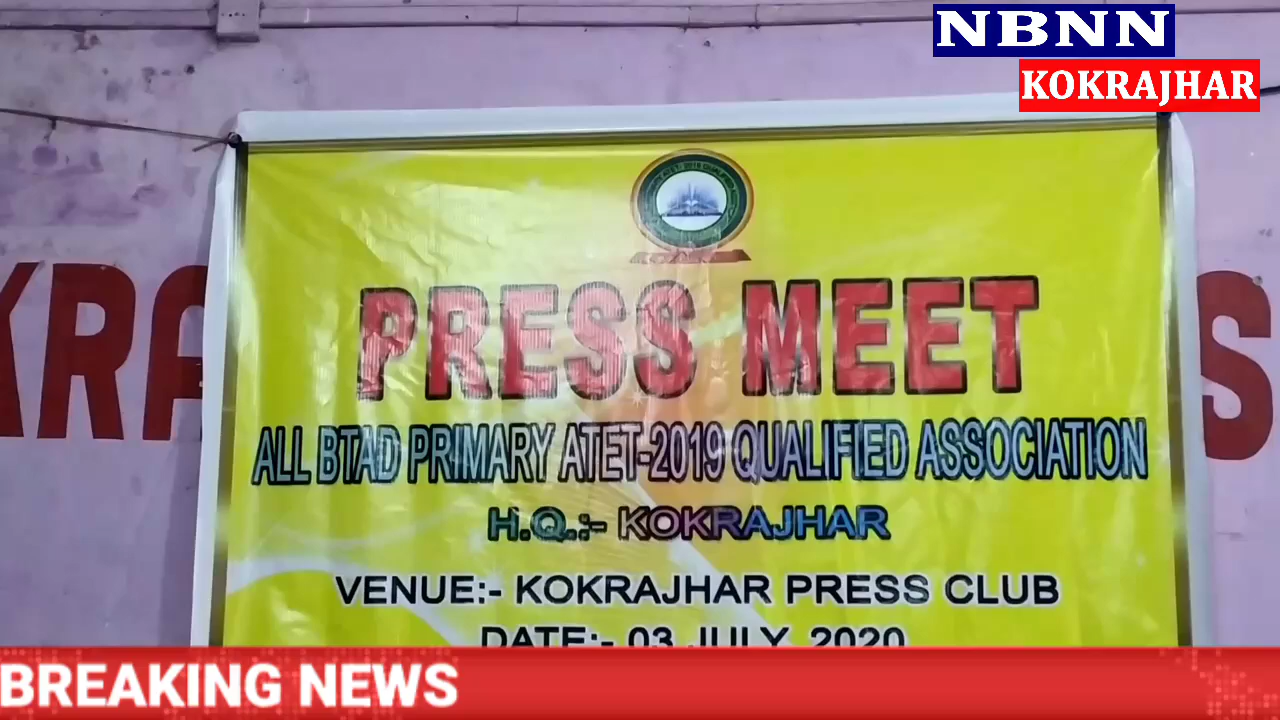 NBNN
KOKRAJHAR
KRA
S
PRESS MEET
ALL BTAD PRIMARY ATET-2019 QUALIFIED ASSOCIATION
H.Q.:- KOKRAJHAR
VENUE:- KOKRAJHAR PRESS CLUB
DATE:- 03 JULY, 2020
BREAKING NEWS